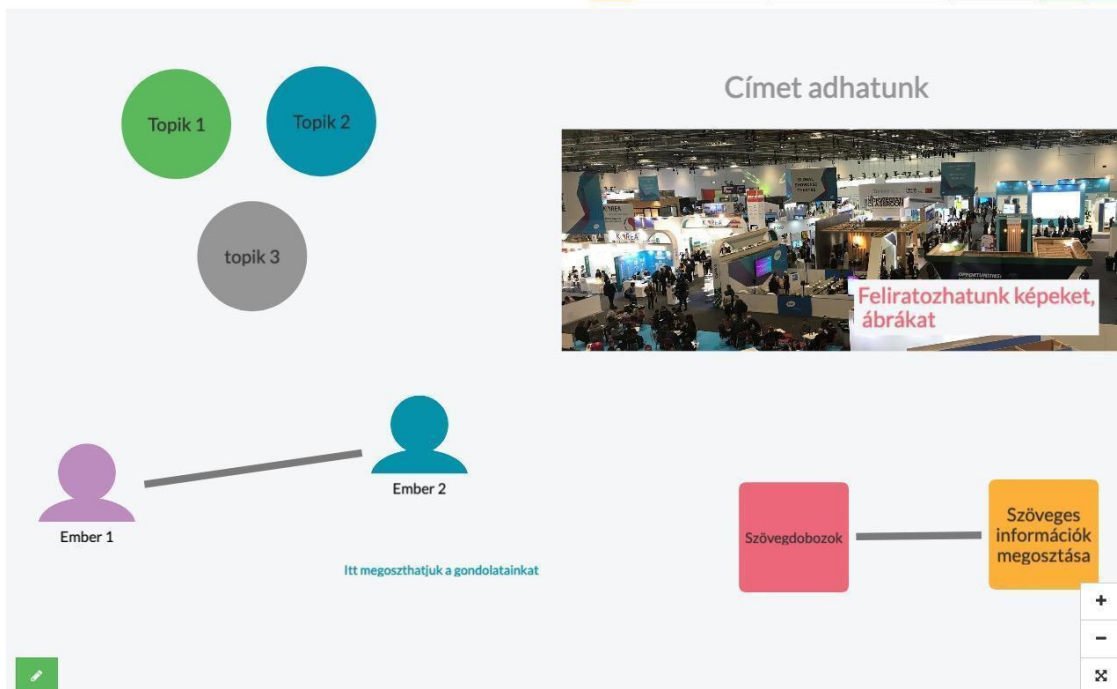 Topik 1
Topik 2
topik 3
Címet adhatunk
KOREA
Feliratozhatunk képeket,
ábrákat
Ember 1
Ember 2
Itt megoszthatjuk a gondolatainkat
Szövegdobozok
Szöveges
információk
megosztása